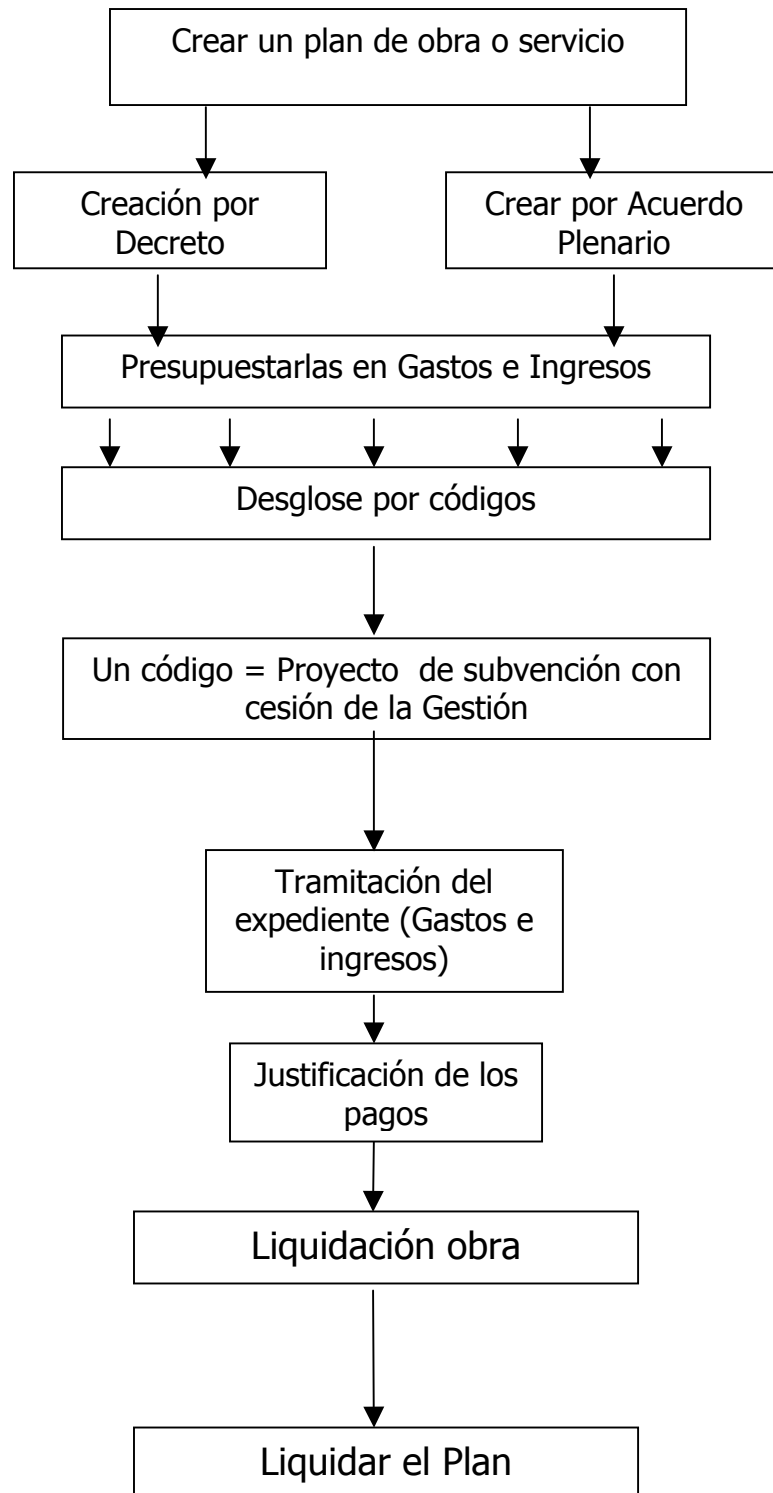 Crear un plan de obra o servicio
Creación por
Decreto
Crear por Acuerdo
Plenario
Presupuestarlas en Gastos e Ingresos
Desglose por códigos
Un código = Proyecto de subvención con
cesión de la Gestión
Tramitación del
expediente (Gastos e
ingresos)
Justificación de los
pagos
Liquidación obra
Liquidar el Plan